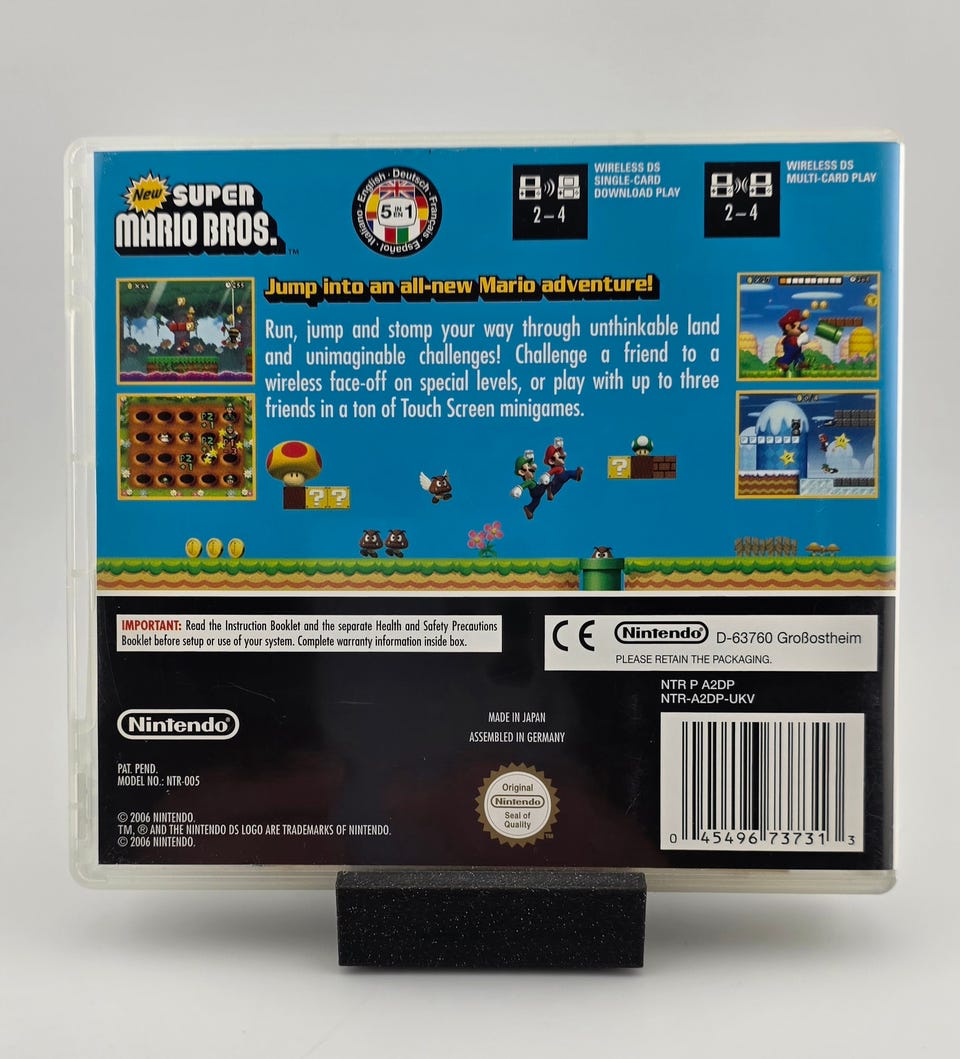 New
SUPER
MARIO BROS.™
English · Deutsch · Français · Español · Italiano
5 IN 1
EN
WIRELESS DS
SINGLE-CARD
DOWNLOAD PLAY
2–4
WIRELESS DS
MULTI-CARD PLAY
2–4
Jump into an all-new Mario adventure!
Run, jump and stomp your way through unthinkable land
and unimaginable challenges! Challenge a friend to a
wireless face-off on special levels, or play with up to three
friends in a ton of Touch Screen minigames.
IMPORTANT: Read the Instruction Booklet and the separate Health and Safety Precautions
Booklet before setup or use of your system. Complete warranty information inside box.
CE Nintendo® D-63760 Großostheim
PLEASE RETAIN THE PACKAGING.
NTR P A2DP
NTR-A2DP-UKV
Nintendo®
MADE IN JAPAN
ASSEMBLED IN GERMANY
PAT. PEND.
MODEL NO.: NTR-005
Original
Nintendo
Seal of
Quality
TM
© 2006 NINTENDO.
TM, ® AND THE NINTENDO DS LOGO ARE TRADEMARKS OF NINTENDO.
© 2006 NINTENDO.
0 45496 73731 3